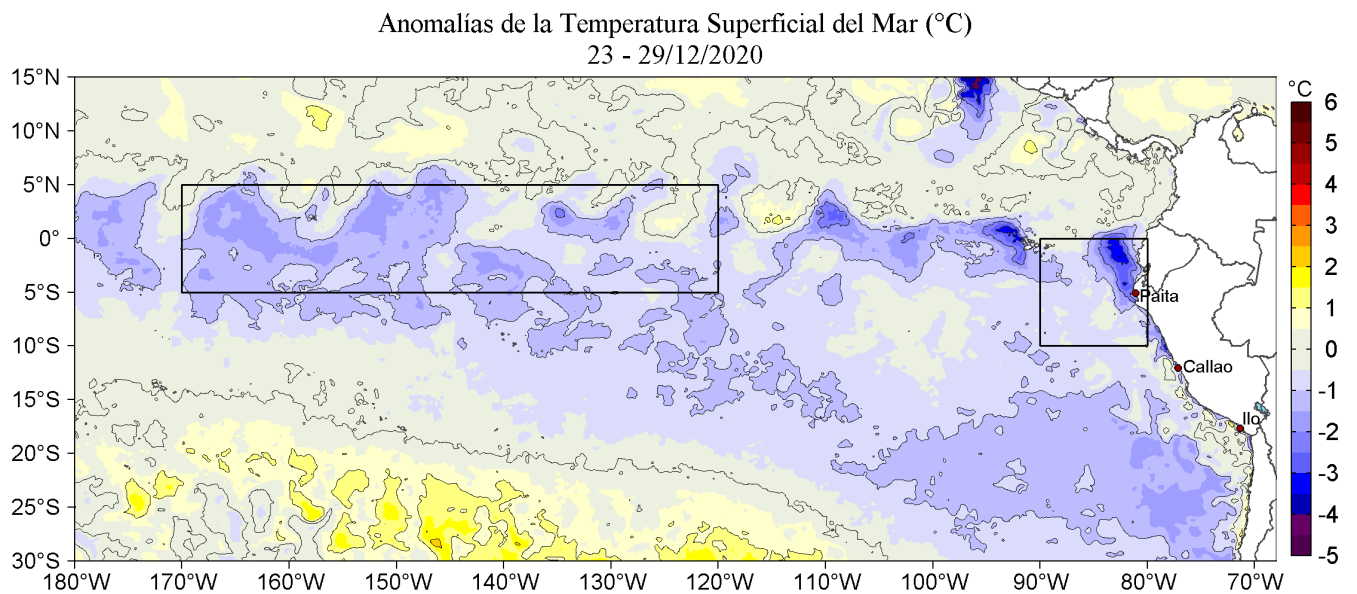 Anomalías de la Temperatura Superficial del Mar (°C)
23 - 29/12/2020
15°N
10°N
5°N
0°
5°S
10°S
15°S
20°S
25°S
30°S
180°W 170°W 160°W 150°W 140°W 130°W 120°W 110°W 100°W 90°W 80°W 70°W
Paita
Callao
Ilo
°C
6
5
4
3
2
1
0
-1
-2
-3
-4
-5